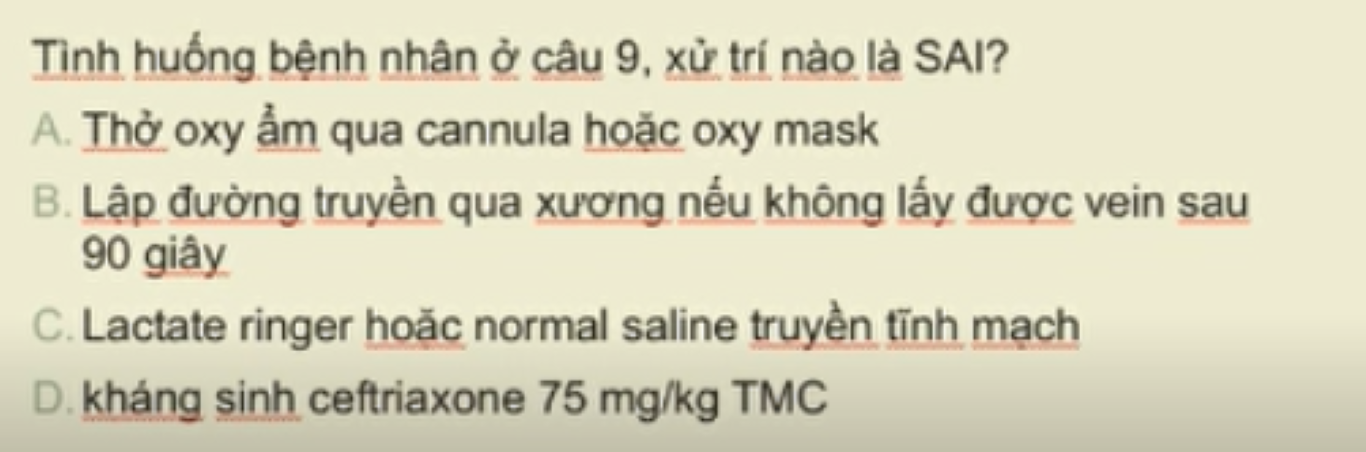 Tình huống bệnh nhân ở câu 9, xử trí nào là SAI?
A. Thở oxy ẩm qua cannula hoặc oxy mask
B. Lập đường truyền qua xương nếu không lấy được vein sau
90 giây
C. Lactate ringer hoặc normal saline truyền tĩnh mạch
D. kháng sinh ceftriaxone 75 mg/kg TMC